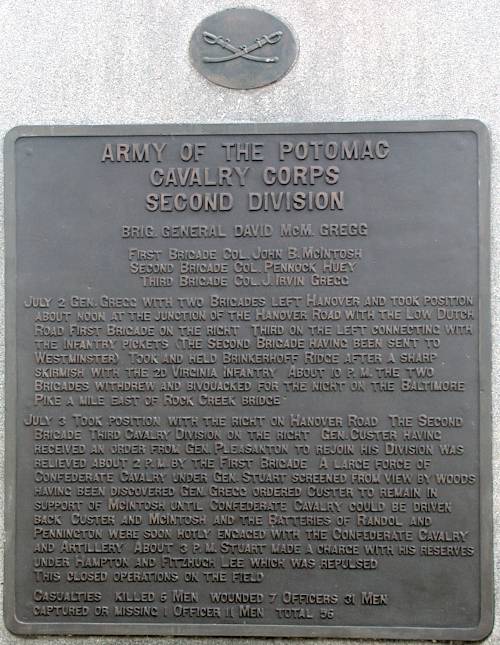 ARMY OF THE POTOMAC
CAVALRY CORPS
SECOND DIVISION
BRIG. GENERAL DAVID McM. GREGG
FIRST BRIGADE COL. JOHN B. McINTOSH
SECOND BRIGADE COL. PENNOCK HUEY
THIRD BRIGADE COL. J. IRVIN GREGG
JULY 2 GEN. GREGG WITH TWO BRIGADES LEFT HANOVER AND TOOK POSITION
ABOUT NOON AT THE JUNCTION OF THE HANOVER ROAD WITH THE LOW DUTCH
ROAD FIRST BRIGADE ON THE RIGHT THIRD ON THE LEFT CONNECTING WITH
THE INFANTRY PICKETS (THE SECOND BRIGADE HAVING BEEN SENT TO
WESTMINSTER) TOOK AND HELD BRINKERHOFF RIDGE AFTER A SHARP
SKIRMISH WITH THE 2D VIRGINIA INFANTRY ABOUT 10 P.M. THE TWO
BRIGADES WITHDREW AND BIVOUACKED FOR THE NIGHT ON THE BALTIMORE
PIKE A MILE EAST OF ROCK CREEK BRIDGE
JULY 3 TOOK POSITION WITH THE RIGHT ON HANOVER ROAD THE SECOND
BRIGADE THIRD CAVALRY DIVISION ON THE RIGHT GEN. CUSTER HAVING
RECEIVED AN ORDER FROM GEN. PLEASANTON TO REJOIN HIS DIVISION WAS
RELIEVED ABOUT 2 P.M. BY THE FIRST BRIGADE A LARGE FORCE OF
CONFEDERATE CAVALRY UNDER GEN. STUART SCREENED FROM VIEW BY WOODS
HAVING BEEN DISCOVERED GEN. GREGG ORDERED CUSTER TO REMAIN IN
SUPPORT OF McINTOSH UNTIL CONFEDERATE CAVALRY COULD BE DRIVEN
BACK CUSTER AND McINTOSH AND THE BATTERIES OF RANDOL AND
PENNINGTON WERE SOON HOTLY ENGAGED WITH THE CONFEDERATE CAVALRY
AND ARTILLERY ABOUT 3 P.M. STUART MADE A CHARGE WITH HIS RESERVES
UNDER HAMPTON AND FITZHUGH LEE WHICH WAS REPULSED
THIS CLOSED OPERATIONS ON THE FIELD
CASUALTIES KILLED 6 MEN WOUNDED 7 OFFICERS 31 MEN
CAPTURED OR MISSING 1 OFFICER 11 MEN TOTAL 56